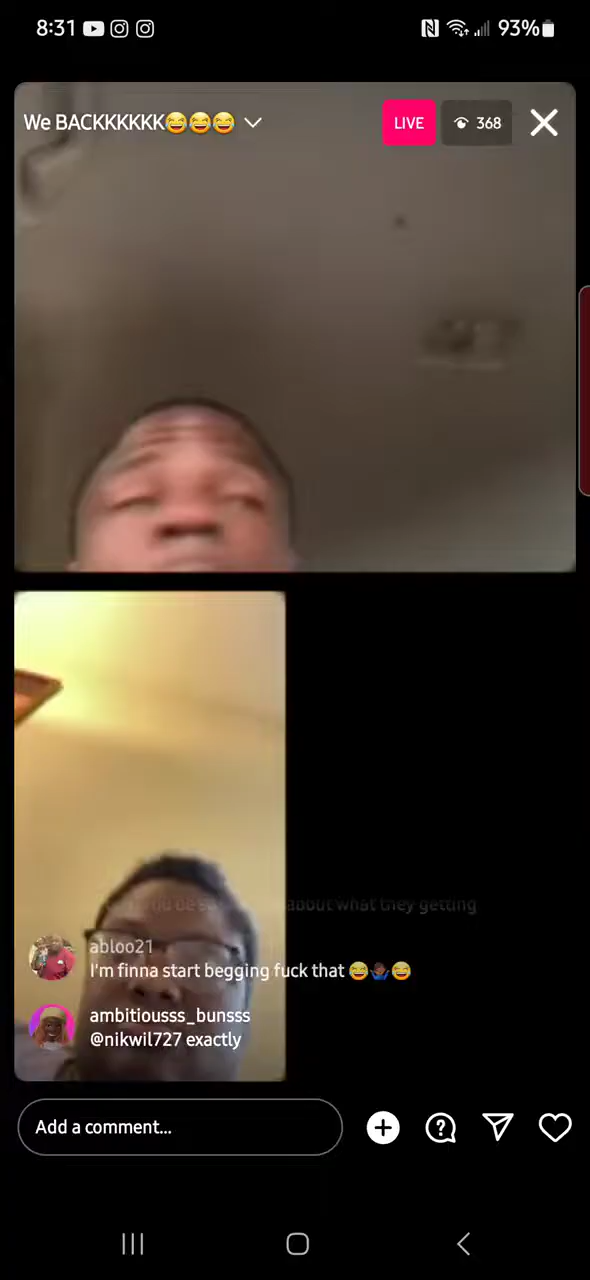 8:31
93%
We BACKKKKKK😂😂😂
LIVE
368
about what they getting
abloo21
I'm finna start begging fuck that 😂🤷🏿‍♂️😂
ambitiousss_bunsss
@nikwil727 exactly
Add a comment...